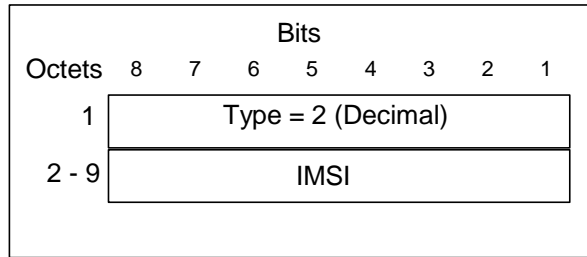 Bits
Octets 8 7 6 5 4 3 2 1
1 Type = 2 (Decimal)
2 - 9 IMSI